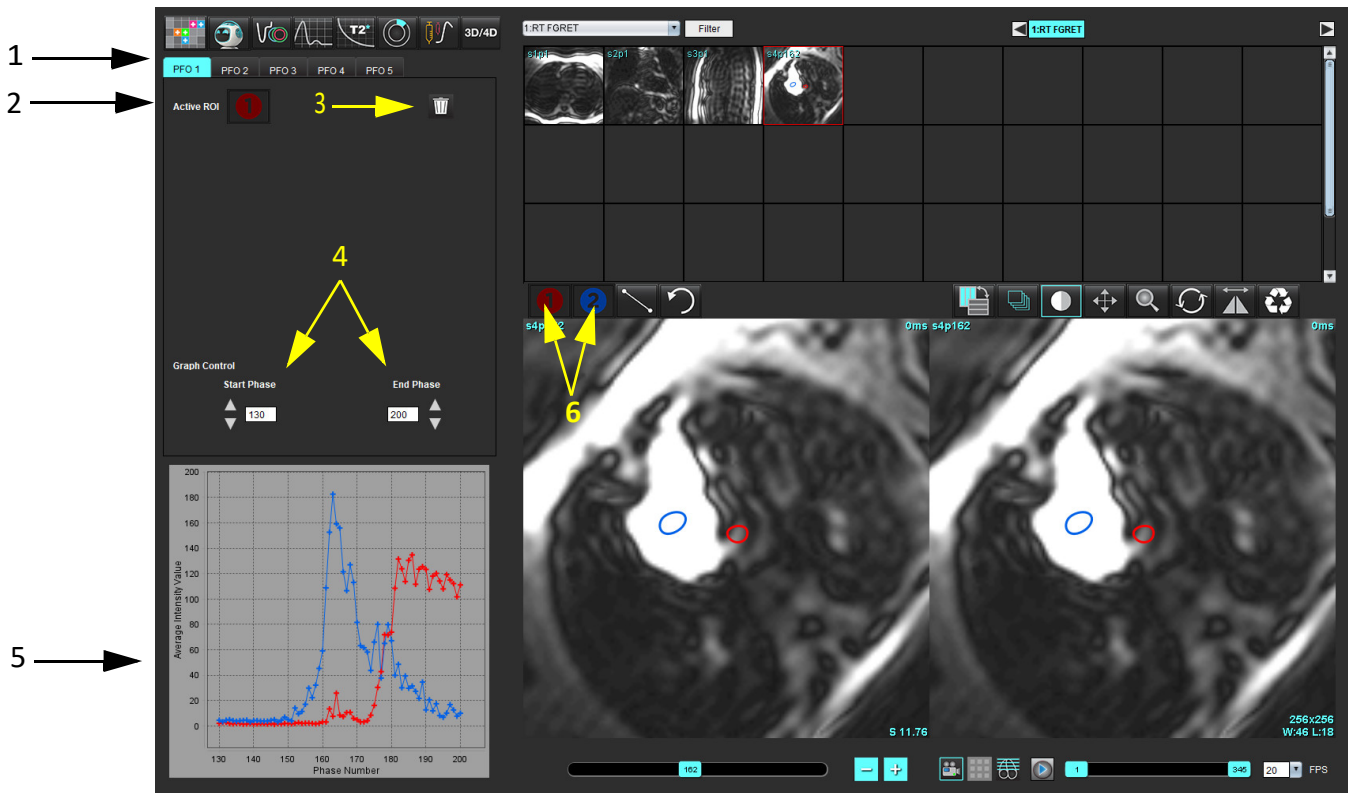 T2*
3D/4D
1:RT FGRET
Filter
1:RT FGRET
1
PFO 1 PFO 2 PFO 3 PFO 4 PFO 5
s1p1 s2p1 s3p1 s4p162
2
Active ROI 1
3
4
1 2
0ms s4p162 0ms
Graph Control
Start Phase End Phase
130 200
6
200
180
160
140
120
100
80
60
40
20
0
Average Intensity Value
5
130 140 150 160 170 180 190 200
Phase Number
S 11.76
256x256
W:46 L:18
162
- +
1 346
20 FPS